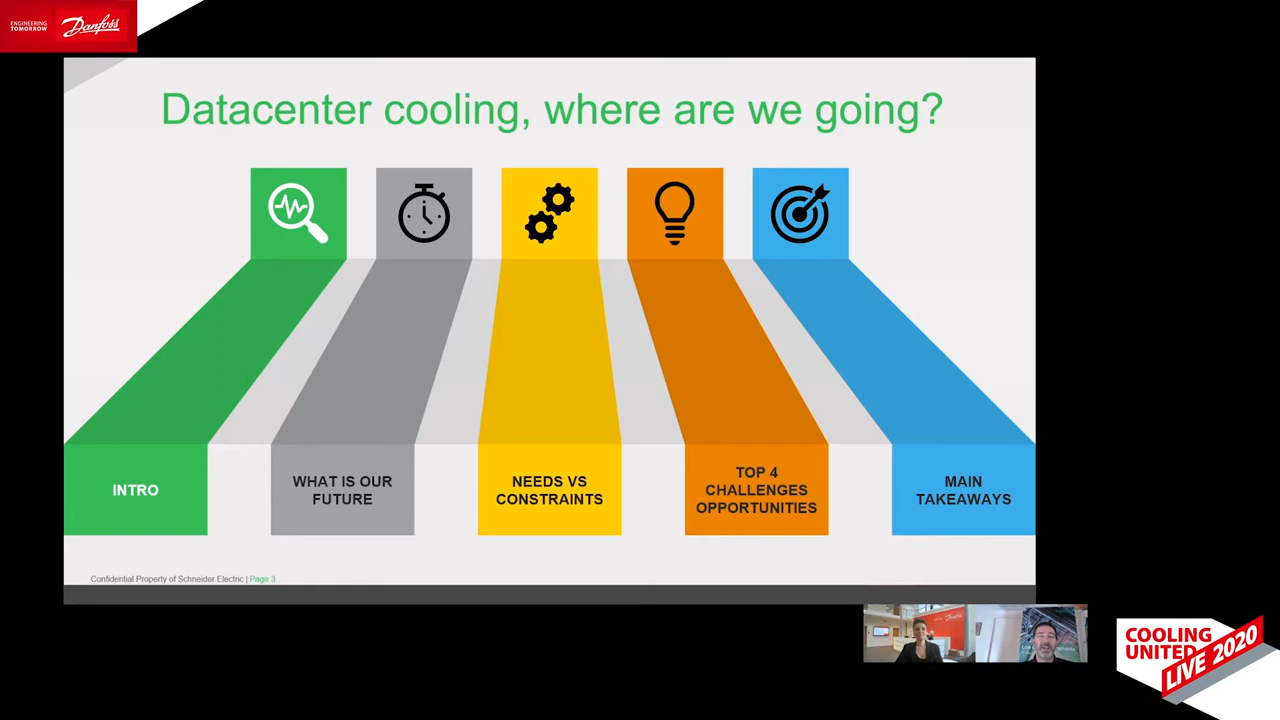 ENGINEERING
TOMORROW
Danfoss
Datacenter cooling, where are we going?
INTRO
WHAT IS OUR
FUTURE
NEEDS VS
CONSTRAINTS
TOP 4
CHALLENGES
OPPORTUNITIES
MAIN
TAKEAWAYS
Confidential Property of Schneider Electric | Page 3
Danfoss
COOLING
UNITED
LIVE 2020